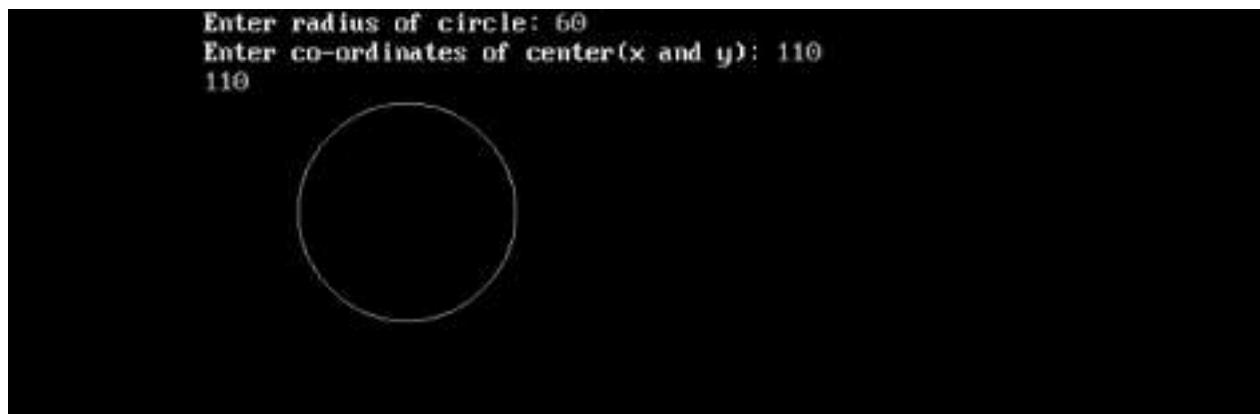 Enter radius of circle: 60
Enter co-ordinates of center(x and y): 110
110